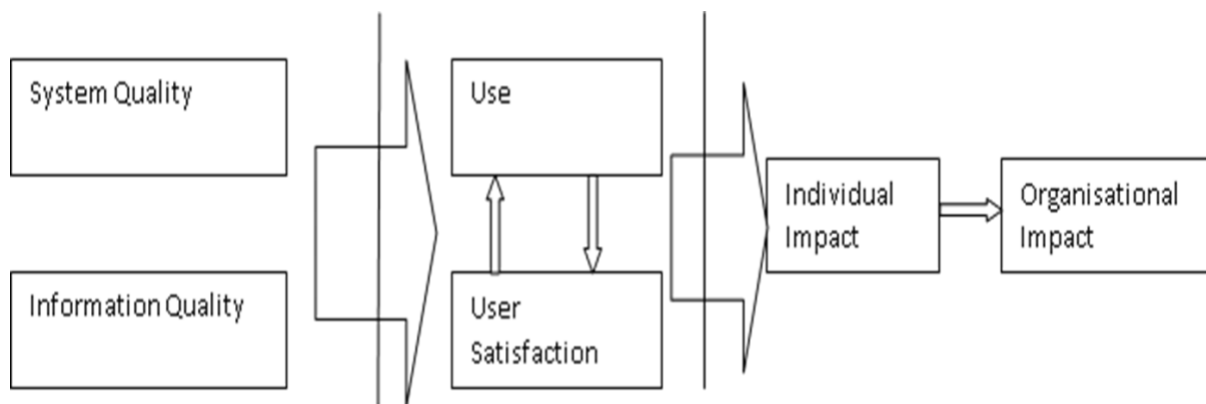 System Quality
Information Quality
Use
User
Satisfaction
Individual
Impact
Organisational
Impact